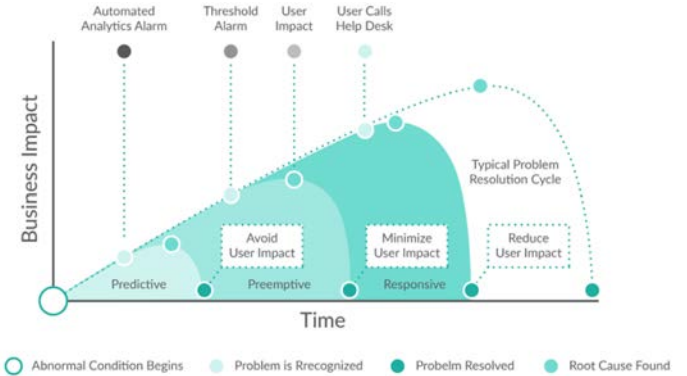 Automated
Analytics Alarm
Threshold
Alarm
User
Impact
User Calls
Help Desk
Business Impact
Typical Problem
Resolution Cycle
Avoid
User Impact
Minimize
User Impact
Reduce
User Impact
Predictive
Preemptive
Responsive
Time
Abnormal Condition Begins
Problem is Rrecognized
Probelm Resolved
Root Cause Found